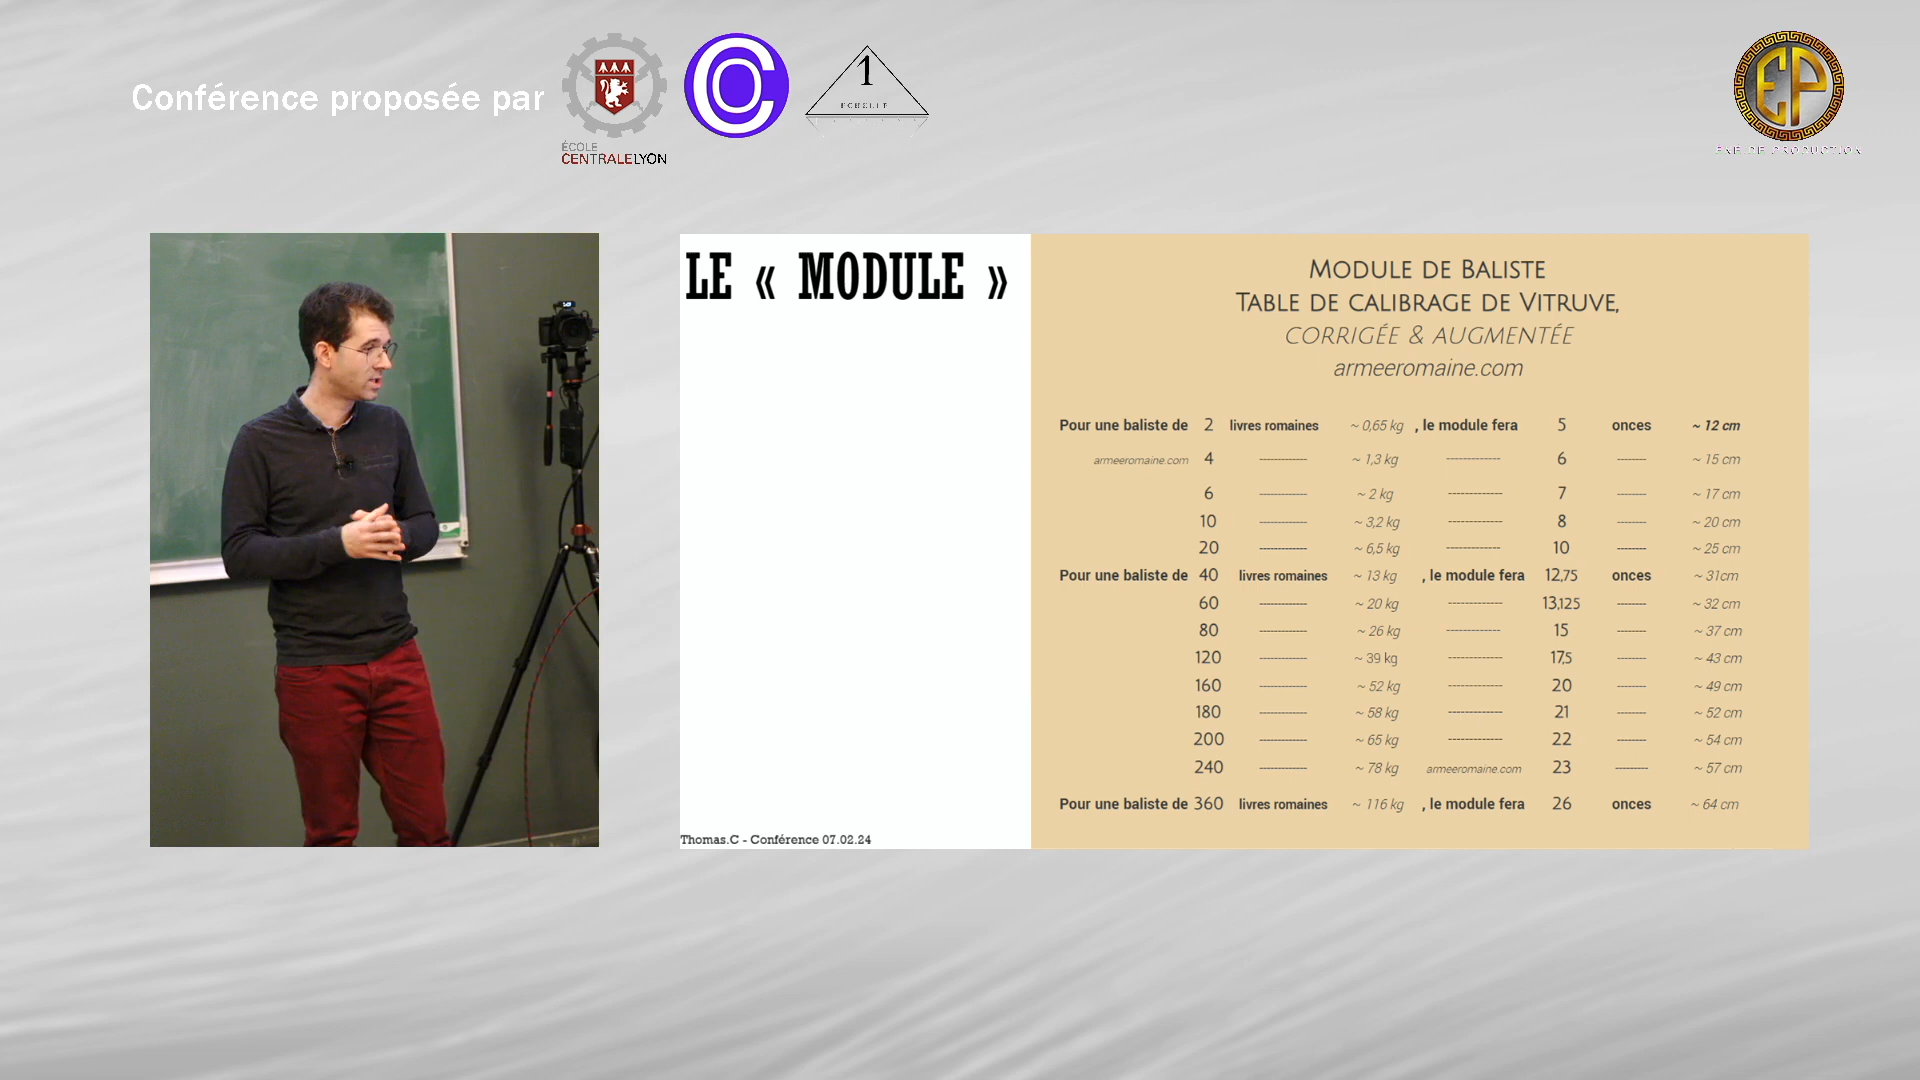 Conférence proposée par
ÉCOLE
CENTRALELYON
1
ECHELLE
EP
LE « MODULE »
Thomas.C - Conférence 07.02.24
MODULE DE BALISTE
TABLE DE CALIBRAGE DE VITRUVE,
CORRIGÉE & AUGMENTÉE
armeeromaine.com
Pour une baliste de 2 livres romaines ~ 0,65 kg , le module fera 5 onces ~ 12 cm
armeeromaine.com 4 ------------ ~ 1,3 kg ------------- 6 ------- ~ 15 cm
6 ------------ ~ 2 kg ------------- 7 ------- ~ 17 cm
10 ------------ ~ 3,2 kg ------------- 8 ------- ~ 20 cm
20 ------------ ~ 6,5 kg ------------- 10 ------- ~ 25 cm
Pour une baliste de 40 livres romaines ~ 13 kg , le module fera 12,75 onces ~ 31cm
60 ------------ ~ 20 kg ------------- 13,125 ------- ~ 32 cm
80 ------------ ~ 26 kg ------------- 15 ------- ~ 37 cm
120 ------------ ~ 39 kg ------------- 17,5 ------- ~ 43 cm
160 ------------ ~ 52 kg ------------- 20 ------- ~ 49 cm
180 ------------ ~ 58 kg ------------- 21 ------- ~ 52 cm
200 ------------ ~ 65 kg ------------- 22 ------- ~ 54 cm
240 ------------ ~ 78 kg armeeromaine.com 23 -------- ~ 57 cm
Pour une baliste de 360 livres romaines ~ 116 kg , le module fera 26 onces ~ 64 cm